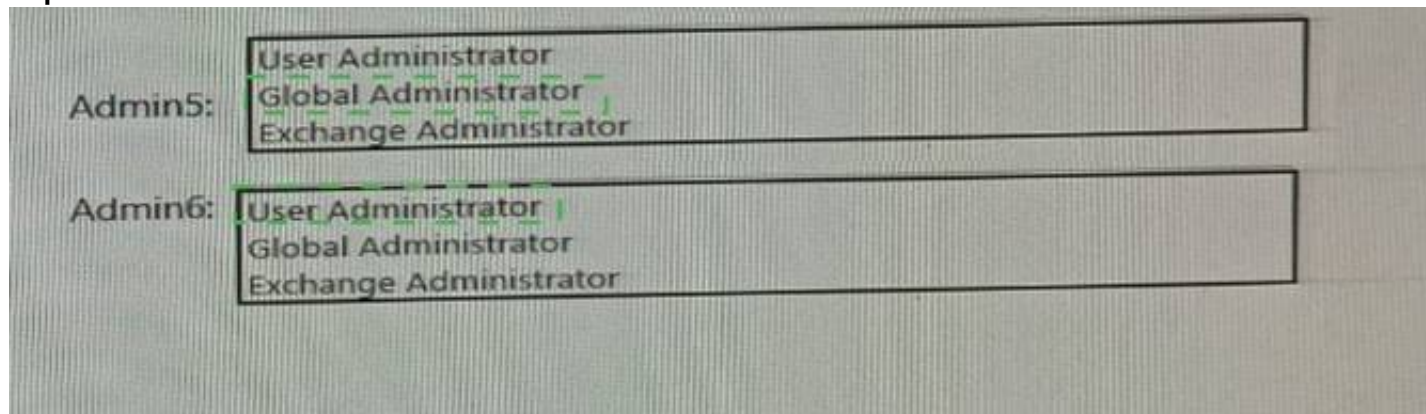 User Administrator
Admin5: Global Administrator
Exchange Administrator
Admin6: User Administrator
Global Administrator
Exchange Administrator